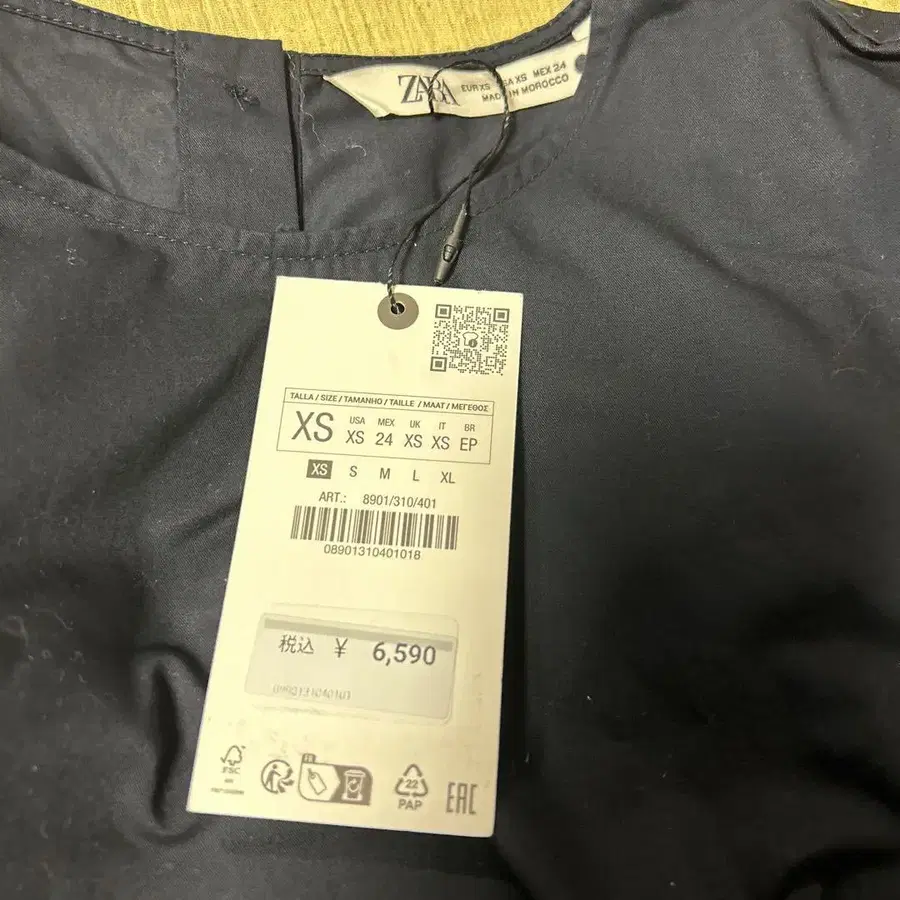 ZARA
EUR XS USA XS MEX 24
MADE IN MOROCCO
TALLA / SIZE / TAMANHO / TAILLE / MAAT / ΜΕΓΕΘΟΣ
XS
USA MEX UK IT BR
XS 24 XS XS EP
XS S M L XL
ART.: 8901/310/401
08901310401018
税込 ¥ 6,590
FSC
FR
22
PAP
EAC